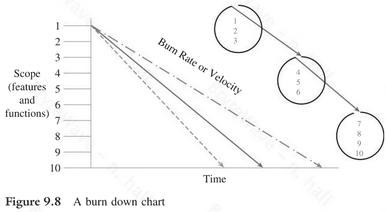 1
2
3
4
5
6
7
8
9
10
Scope
(features
and
functions)
Burn Rate or Velocity
Time
1
2
3
4
5
6
7
8
9
10
Figure 9.8 A burn down chart